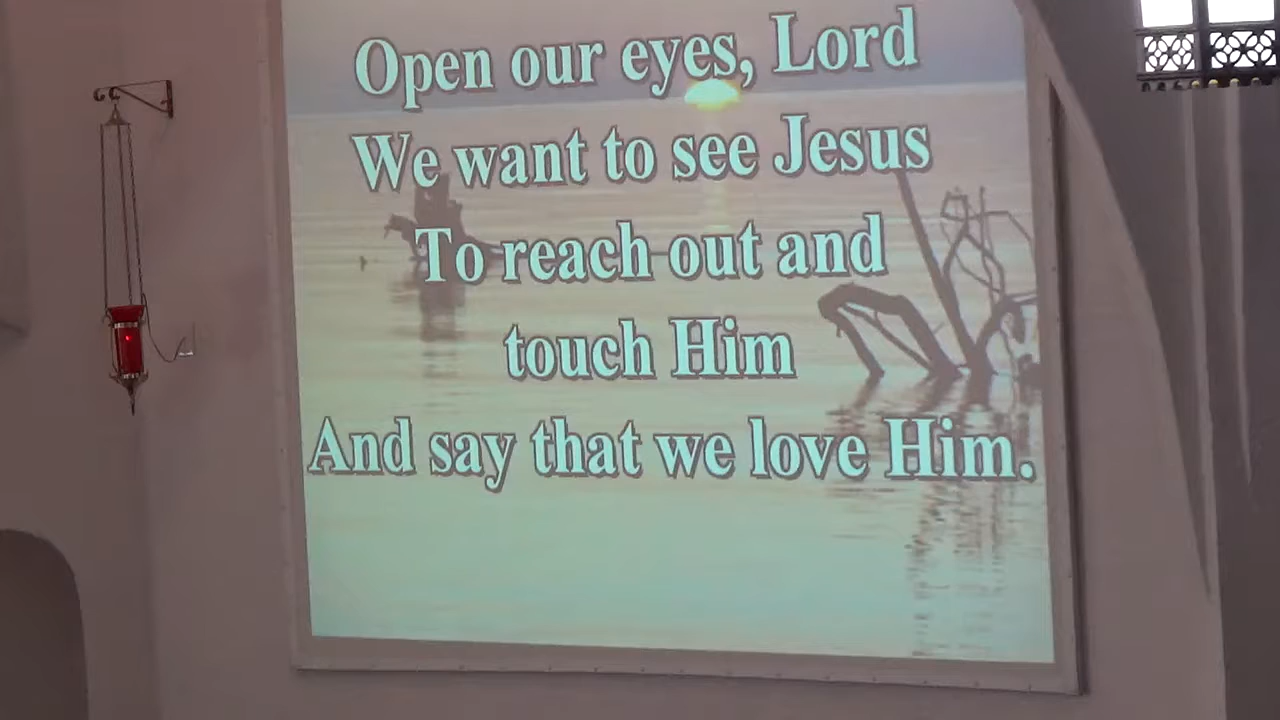 Open our eyes, Lord
We want to see Jesus
To reach out and
touch Him
And say that we love Him.